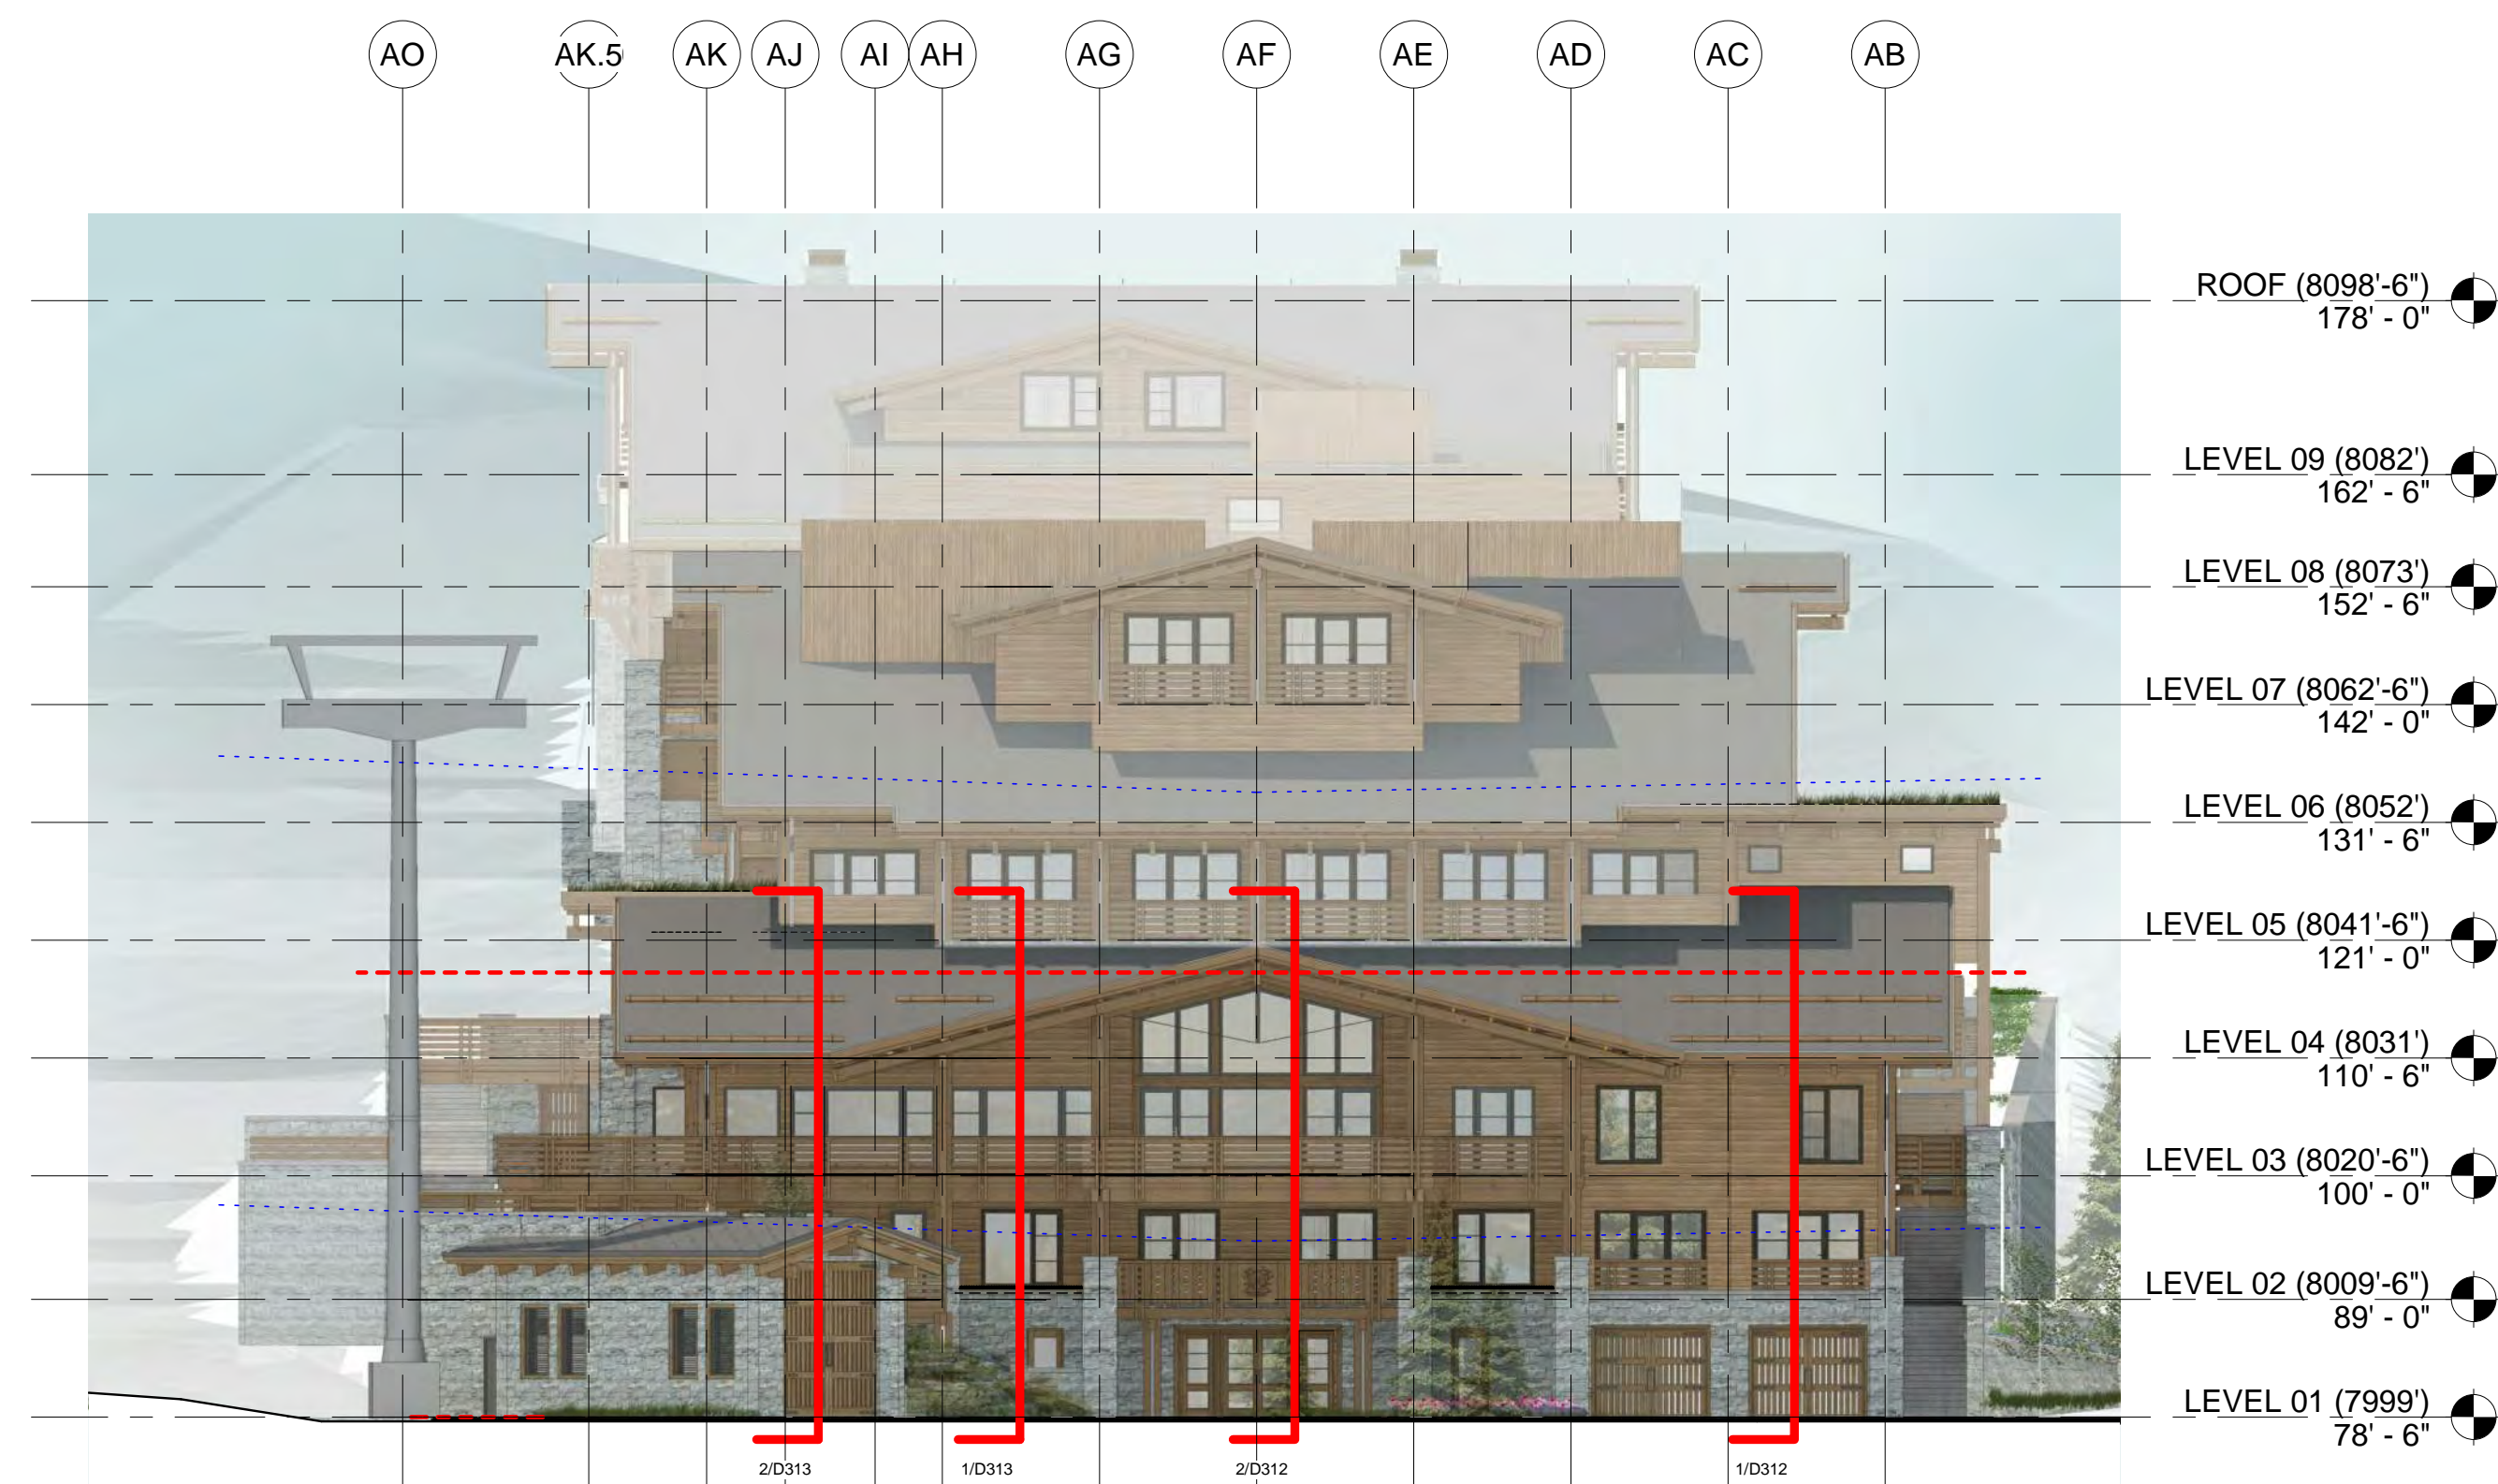 AO AK.5 AK AJ AI AH AG AF AE AD AC AB
ROOF (8098'-6")
178' - 0"
LEVEL 09 (8082')
162' - 6"
LEVEL 08 (8073')
152' - 6"
LEVEL 07 (8062'-6")
142' - 0"
LEVEL 06 (8052')
131' - 6"
LEVEL 05 (8041'-6")
121' - 0"
LEVEL 04 (8031')
110' - 6"
LEVEL 03 (8020'-6")
100' - 0"
LEVEL 02 (8009'-6")
89' - 0"
LEVEL 01 (7999')
78' - 6"
2/D313 1/D313 2/D312 1/D312